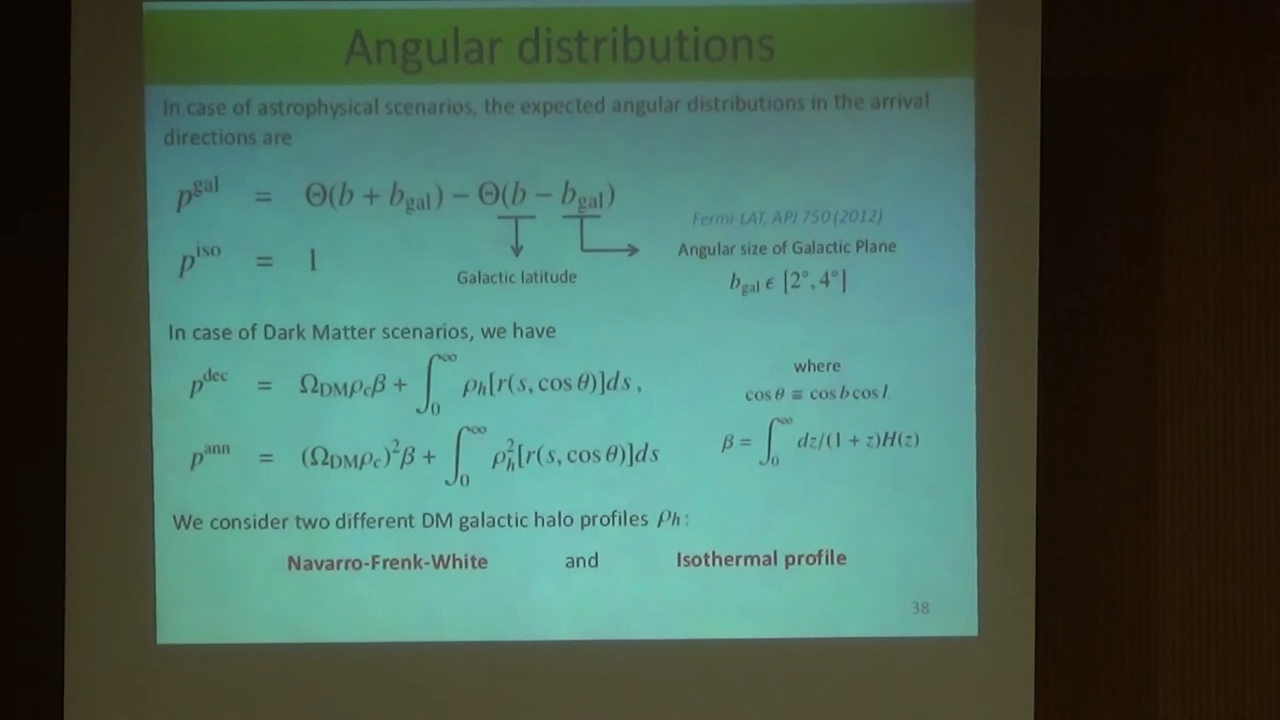 Angular distributions
In case of astrophysical scenarios, the expected angular distributions in the arrival
directions are
p^gal = Θ(b + b_gal) − Θ(b − b_gal)
Fermi-LAT, APJ 750 (2012)
p^iso = 1
Angular size of Galactic Plane
Galactic latitude
b_gal ϵ [2°, 4°]
In case of Dark Matter scenarios, we have
where
p^dec = Ω_DM ρ_c β + ∫_0^∞ ρ_h[r(s, cos θ)]ds ,
cos θ ≡ cos b cos l
p^ann = (Ω_DM ρ_c)^2 β + ∫_0^∞ ρ_h^2[r(s, cos θ)]ds
β = ∫_0^∞ dz/(1 + z)H(z)
We consider two different DM galactic halo profiles ρh:
Navarro-Frenk-White and Isothermal profile
38